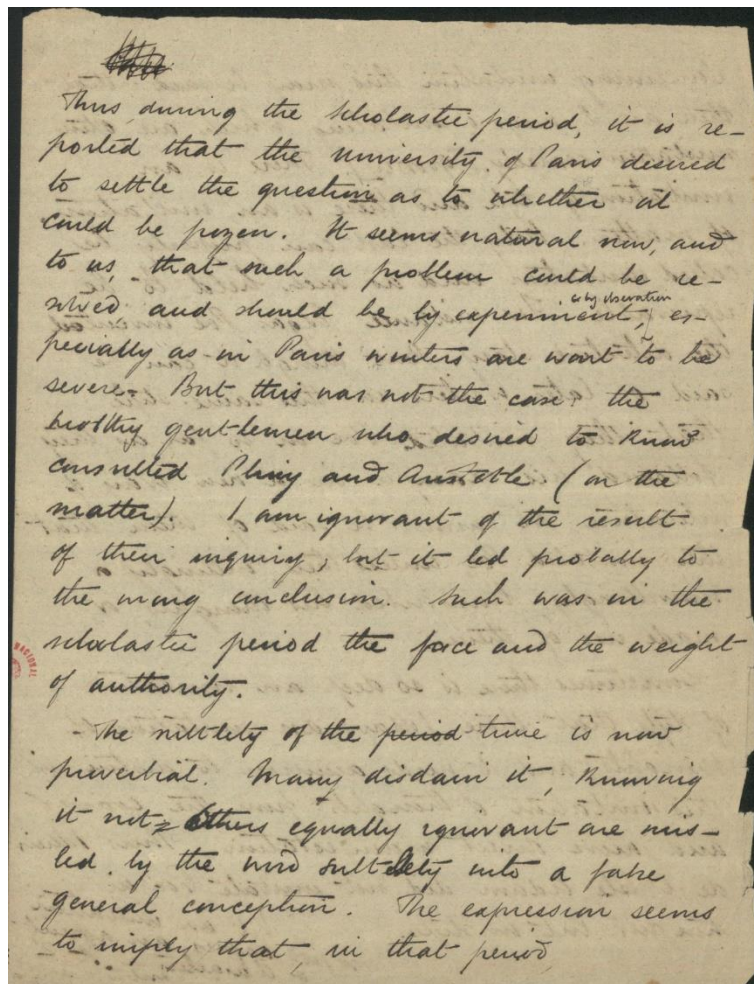 Thus, during the scholastic period, it is re-
ported that the University of Paris desired
to settle the question as to whether oil
could be frozen. It seems natural now, and
to us, that such a problem could be re-
solved and should be by experiment, or by observation, es-
pecially as in Paris winters are wont to be
severe. But this was not the case: the
worthy gentlemen who desired to know
consulted Pliny and Aristotle (on the
matter). I am ignorant of the result
of their inquiry, but it led probably to
the wrong conclusion. Such was in the
scholastic period the force and the weight
of authority.
- The subtlety of the period time is now
proverbial. Many disdain it, knowing
it not; others equally ignorant are mis-
led by the word subtlety into a false
general conception. The expression seems
to imply that, in that period,